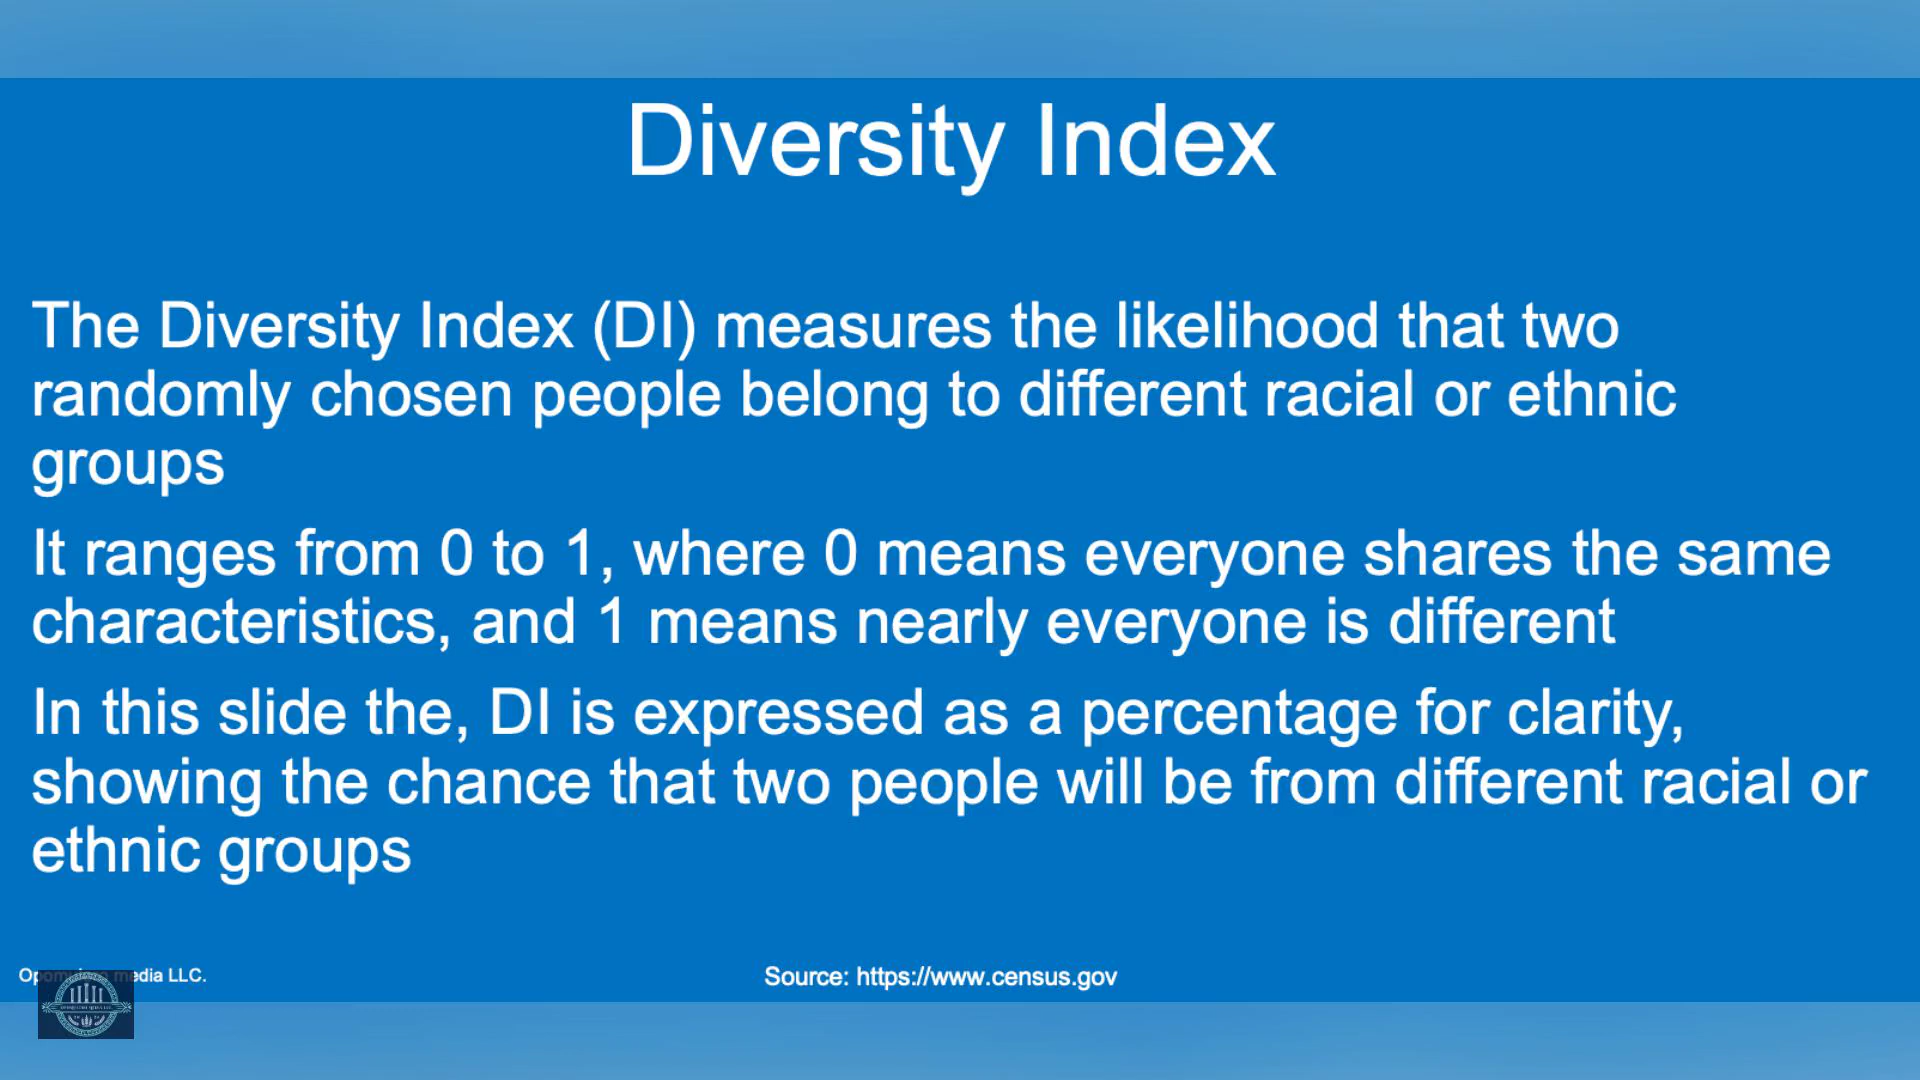 Diversity Index
The Diversity Index (DI) measures the likelihood that two
randomly chosen people belong to different racial or ethnic
groups
It ranges from 0 to 1, where 0 means everyone shares the same
characteristics, and 1 means nearly everyone is different
In this slide the, DI is expressed as a percentage for clarity,
showing the chance that two people will be from different racial or
ethnic groups
media LLC.
Source: https://www.census.gov